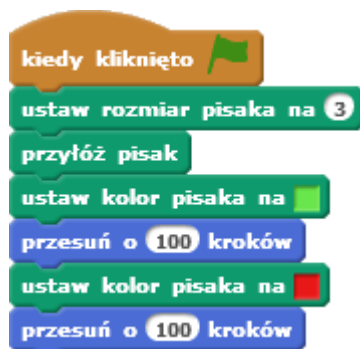 kiedy kliknięto
ustaw rozmiar pisaka na 3
przyłóż pisak
ustaw kolor pisaka na
przesuń o 100 kroków
ustaw kolor pisaka na
przesuń o 100 kroków